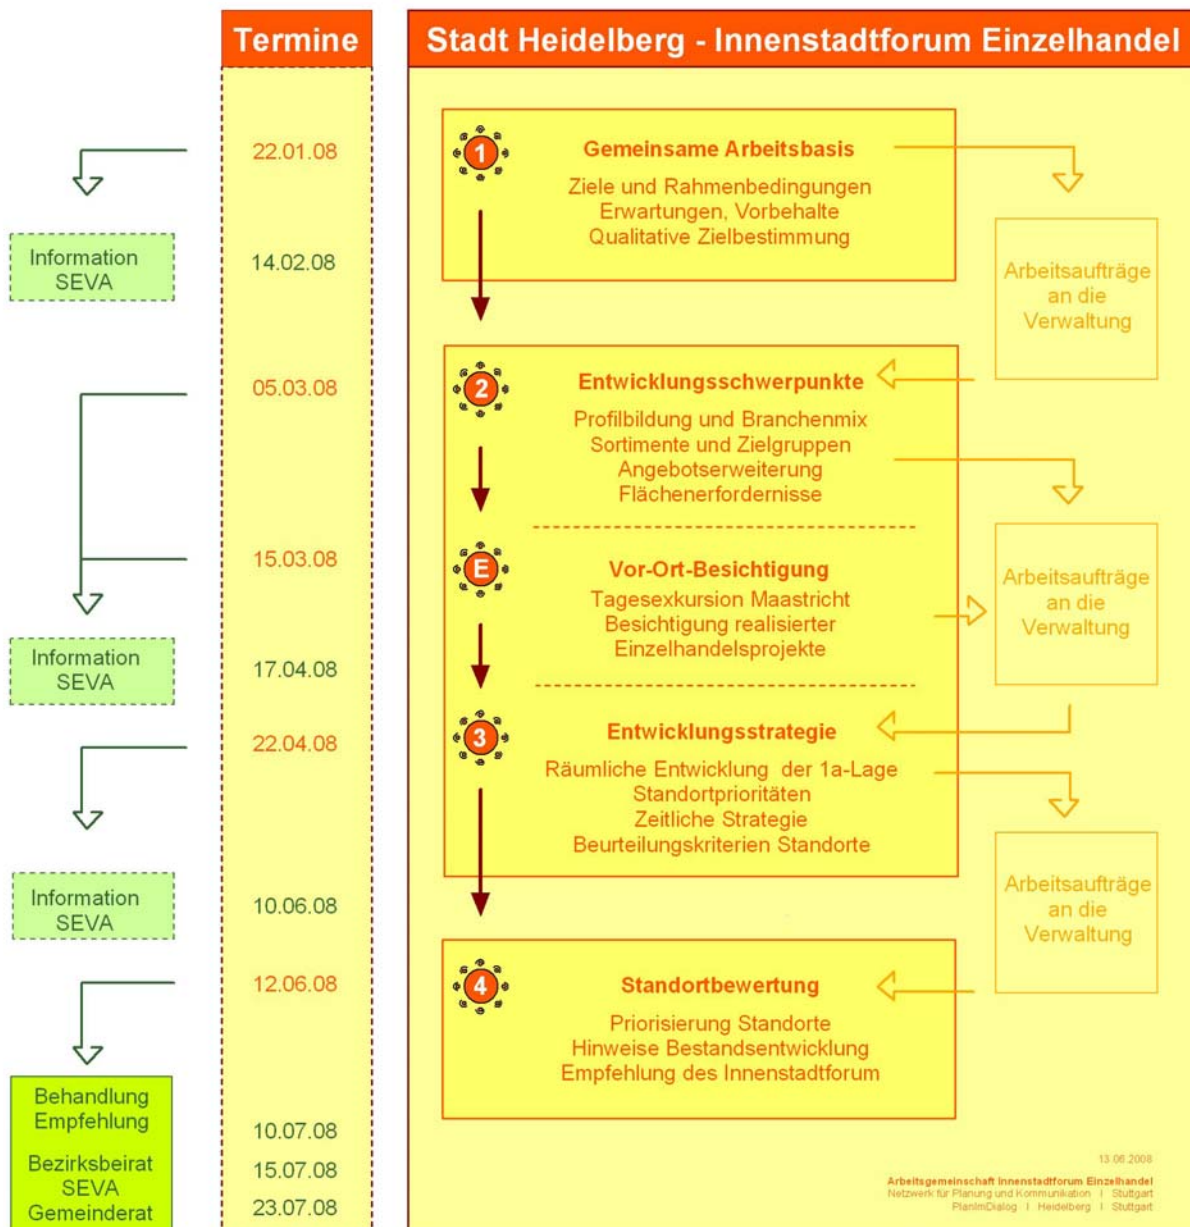 Termine
Stadt Heidelberg - Innenstadtforum Einzelhandel
22.01.08
1
Gemeinsame Arbeitsbasis
Ziele und Rahmenbedingungen
Erwartungen, Vorbehalte
Qualitative Zielbestimmung
Information
SEVA
14.02.08
Arbeitsaufträge
an die
Verwaltung
05.03.08
2
Entwicklungsschwerpunkte
Profilbildung und Branchenmix
Sortimente und Zielgruppen
Angebotserweiterung
Flächenerfordernisse
15.03.08
E
Vor-Ort-Besichtigung
Tagesexkursion Maastricht
Besichtigung realisierter
Einzelhandelsprojekte
Arbeitsaufträge
an die
Verwaltung
Information
SEVA
17.04.08
22.04.08
3
Entwicklungsstrategie
Räumliche Entwicklung der 1a-Lage
Standortprioritäten
Zeitliche Strategie
Beurteilungskriterien Standorte
Information
SEVA
10.06.08
Arbeitsaufträge
an die
Verwaltung
12.06.08
4
Standortbewertung
Priorisierung Standorte
Hinweise Bestandsentwicklung
Empfehlung des Innenstadtforum
Behandlung
Empfehlung
Bezirksbeirat
SEVA
Gemeinderat
10.07.08
15.07.08
23.07.08
13.06.2008
Arbeitsgemeinschaft Innenstadtforum Einzelhandel
Netzwerk für Planung und Kommunikation I Stuttgart
PlanImDialog I Heidelberg I Stuttgart